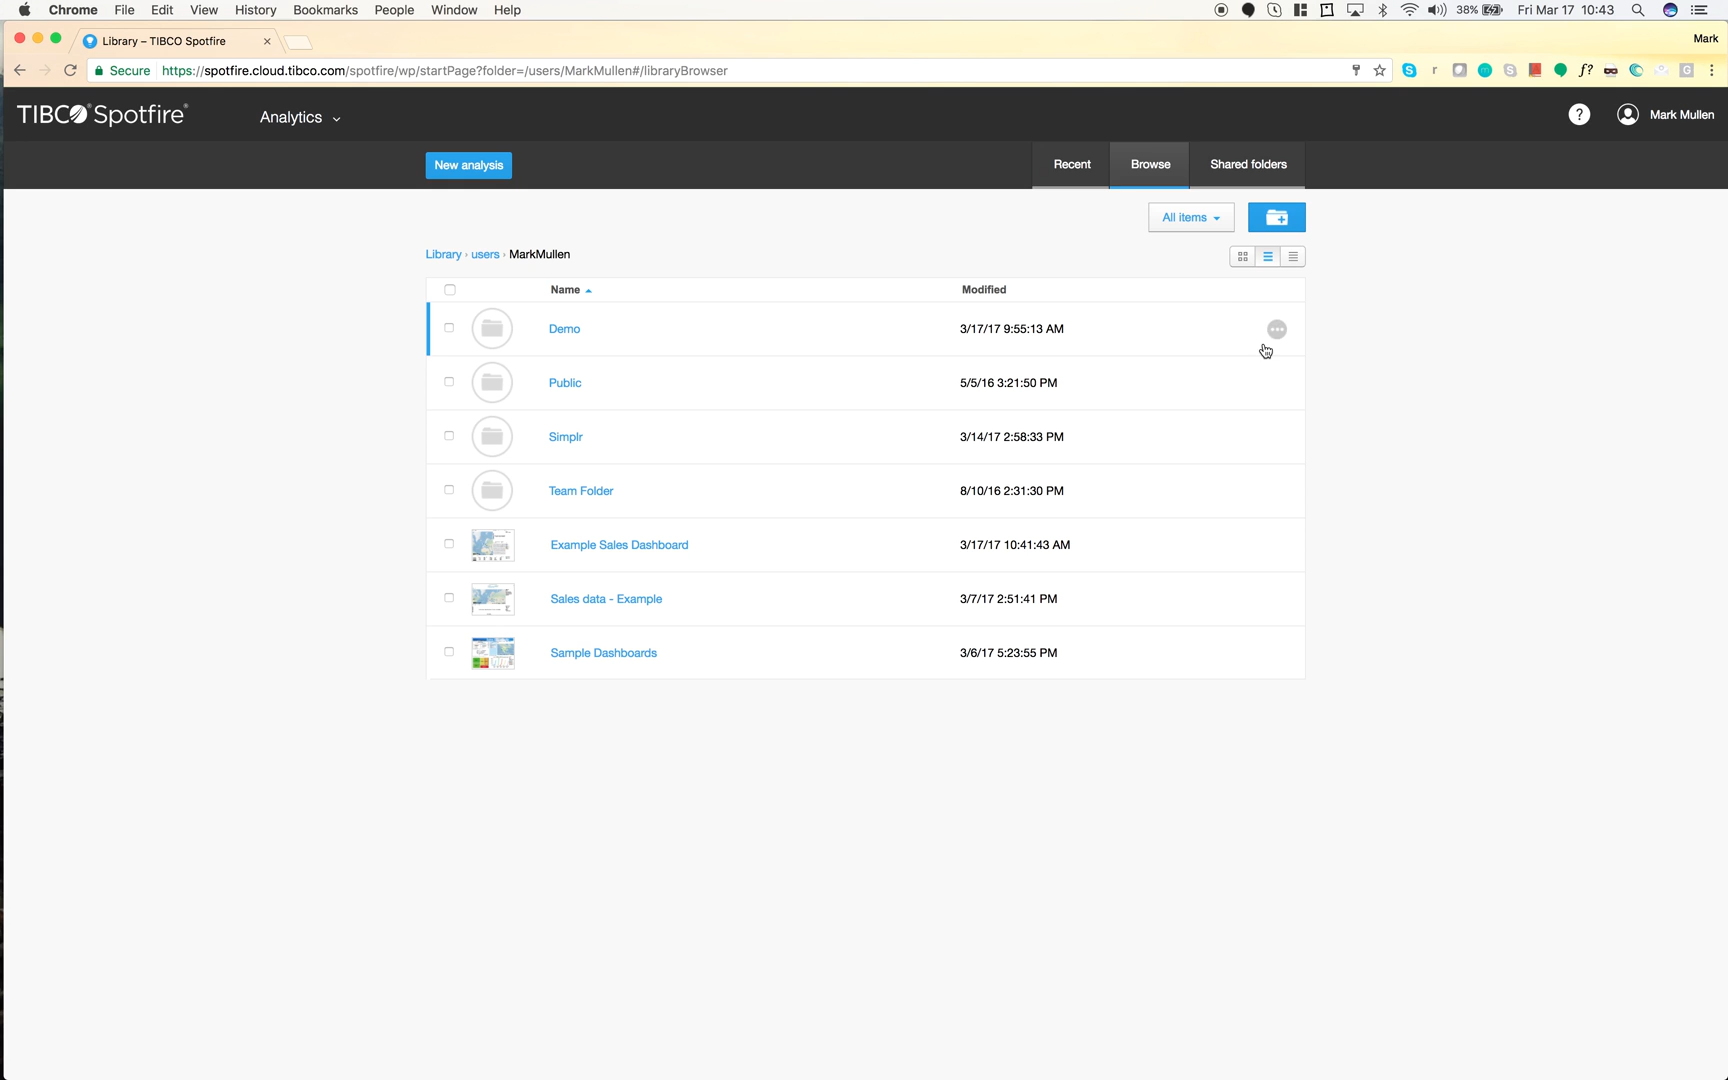 Chrome File Edit View History Bookmarks People Window Help 38% Fri Mar 17 10:43
Library – TIBCO Spotfire Mark
Secure https://spotfire.cloud.tibco.com/spotfire/wp/startPage?folder=/users/MarkMullen#/libraryBrowser
TIBCO Spotfire® Analytics ? Mark Mullen
New analysis Recent Browse Shared folders
All items
Library › users › MarkMullen
Name Modified
Demo 3/17/17 9:55:13 AM
Public 5/5/16 3:21:50 PM
Simplr 3/14/17 2:58:33 PM
Team Folder 8/10/16 2:31:30 PM
Example Sales Dashboard 3/17/17 10:41:43 AM
Sales data - Example 3/7/17 2:51:41 PM
Sample Dashboards 3/6/17 5:23:55 PM